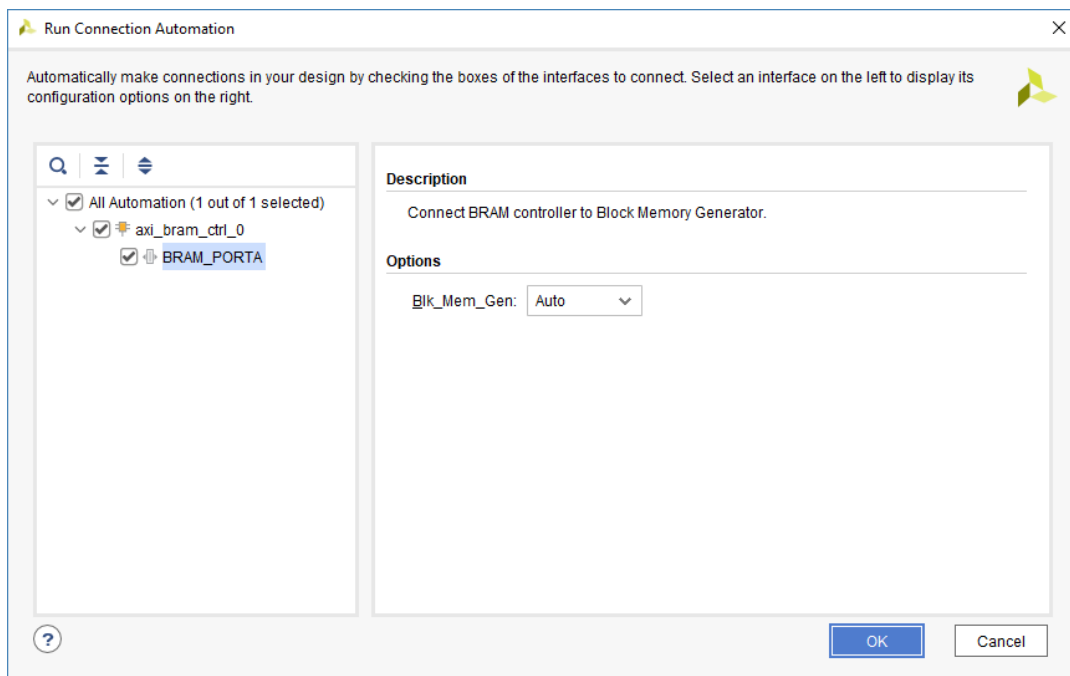 Run Connection Automation
Automatically make connections in your design by checking the boxes of the interfaces to connect. Select an interface on the left to display its
configuration options on the right.
All Automation (1 out of 1 selected)
axi_bram_ctrl_0
BRAM_PORTA
Description
Connect BRAM controller to Block Memory Generator.
Options
Blk_Mem_Gen: Auto
?
OK Cancel